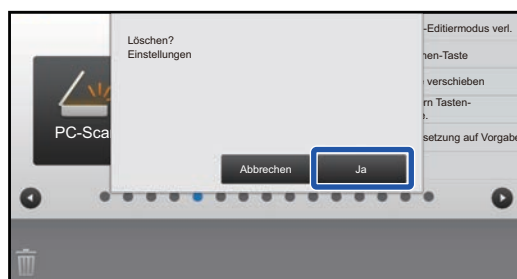 Löschen?
Einstellungen
Abbrechen
Ja
PC-Sca
-Editiermodus verl.
nen-Taste
verschieben
rn Tasten-
setzung auf Vorgabe